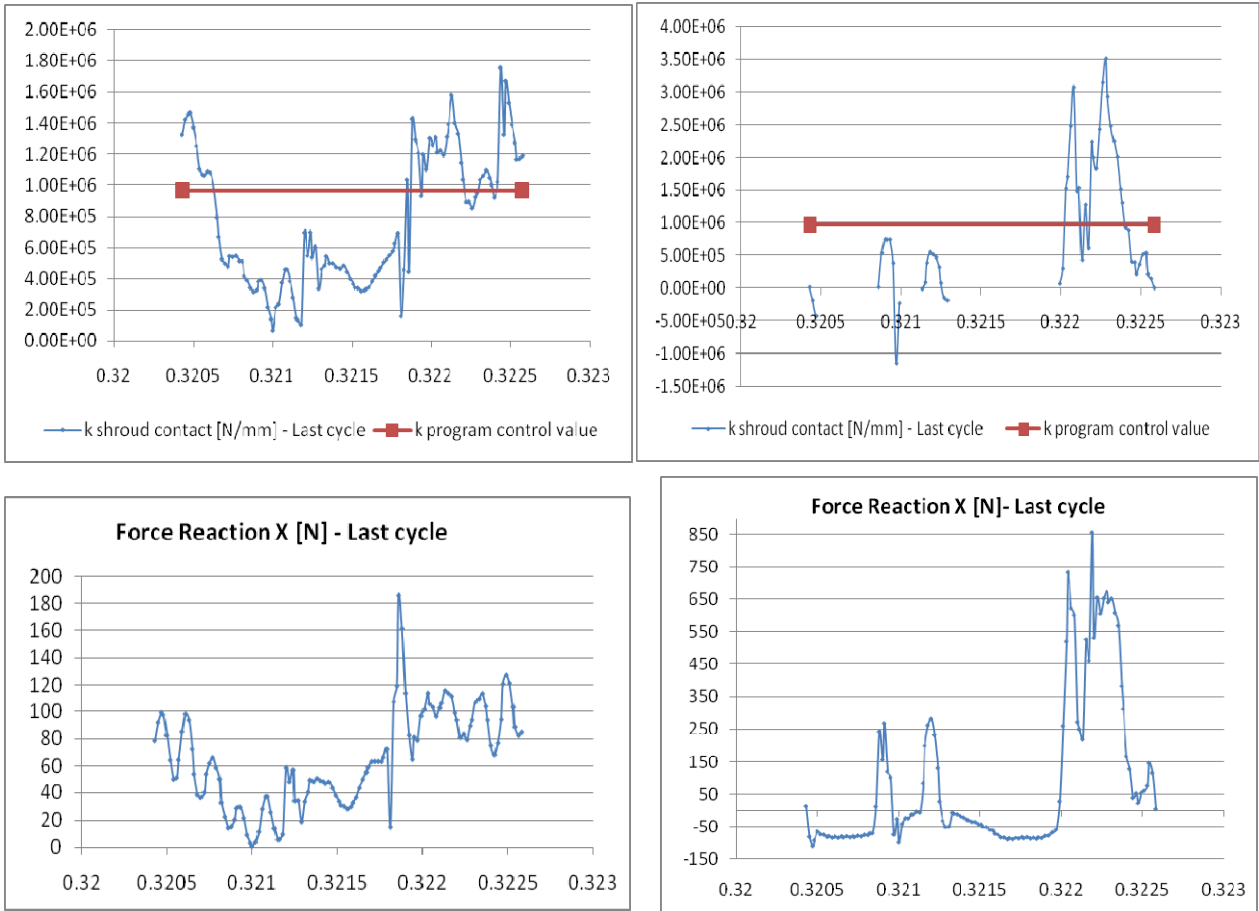 2.00E+06
1.80E+06
1.60E+06
1.40E+06
1.20E+06
1.00E+06
8.00E+05
6.00E+05
4.00E+05
2.00E+05
0.00E+00
0.32 0.3205 0.321 0.3215 0.322 0.3225 0.323
k shroud contact [N/mm] - Last cycle k program control value
4.00E+06
3.50E+06
3.00E+06
2.50E+06
2.00E+06
1.50E+06
1.00E+06
5.00E+05
0.00E+00
-5.00E+05
-1.00E+06
-1.50E+06
0.32 0.3205 0.321 0.3215 0.322 0.3225 0.323
k shroud contact [N/mm] - Last cycle k program control value
Force Reaction X [N] - Last cycle
200
180
160
140
120
100
80
60
40
20
0
0.32 0.3205 0.321 0.3215 0.322 0.3225 0.323
Force Reaction X [N]- Last cycle
850
750
650
550
450
350
250
150
50
-50
-150
0.32 0.3205 0.321 0.3215 0.322 0.3225 0.323